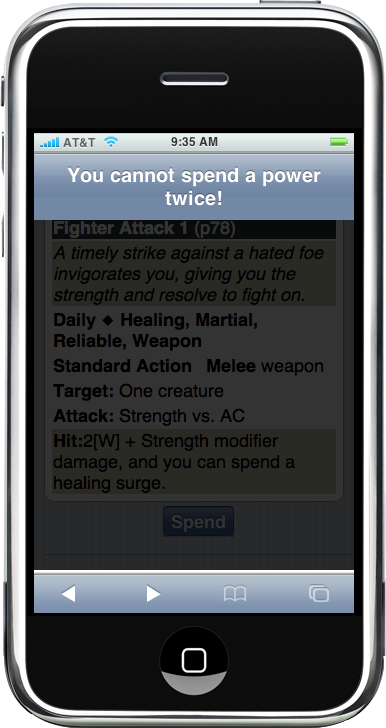 AT&T 9:35 AM
You cannot spend a power
twice!
Fighter Attack 1 (p78)
A timely strike against a hated foe
invigorates you, giving you the
strength and resolve to fight on.
Daily ◆ Healing, Martial,
Reliable, Weapon
Standard Action Melee weapon
Target: One creature
Attack: Strength vs. AC
Hit:2[W] + Strength modifier
damage, and you can spend a
healing surge.
Spend